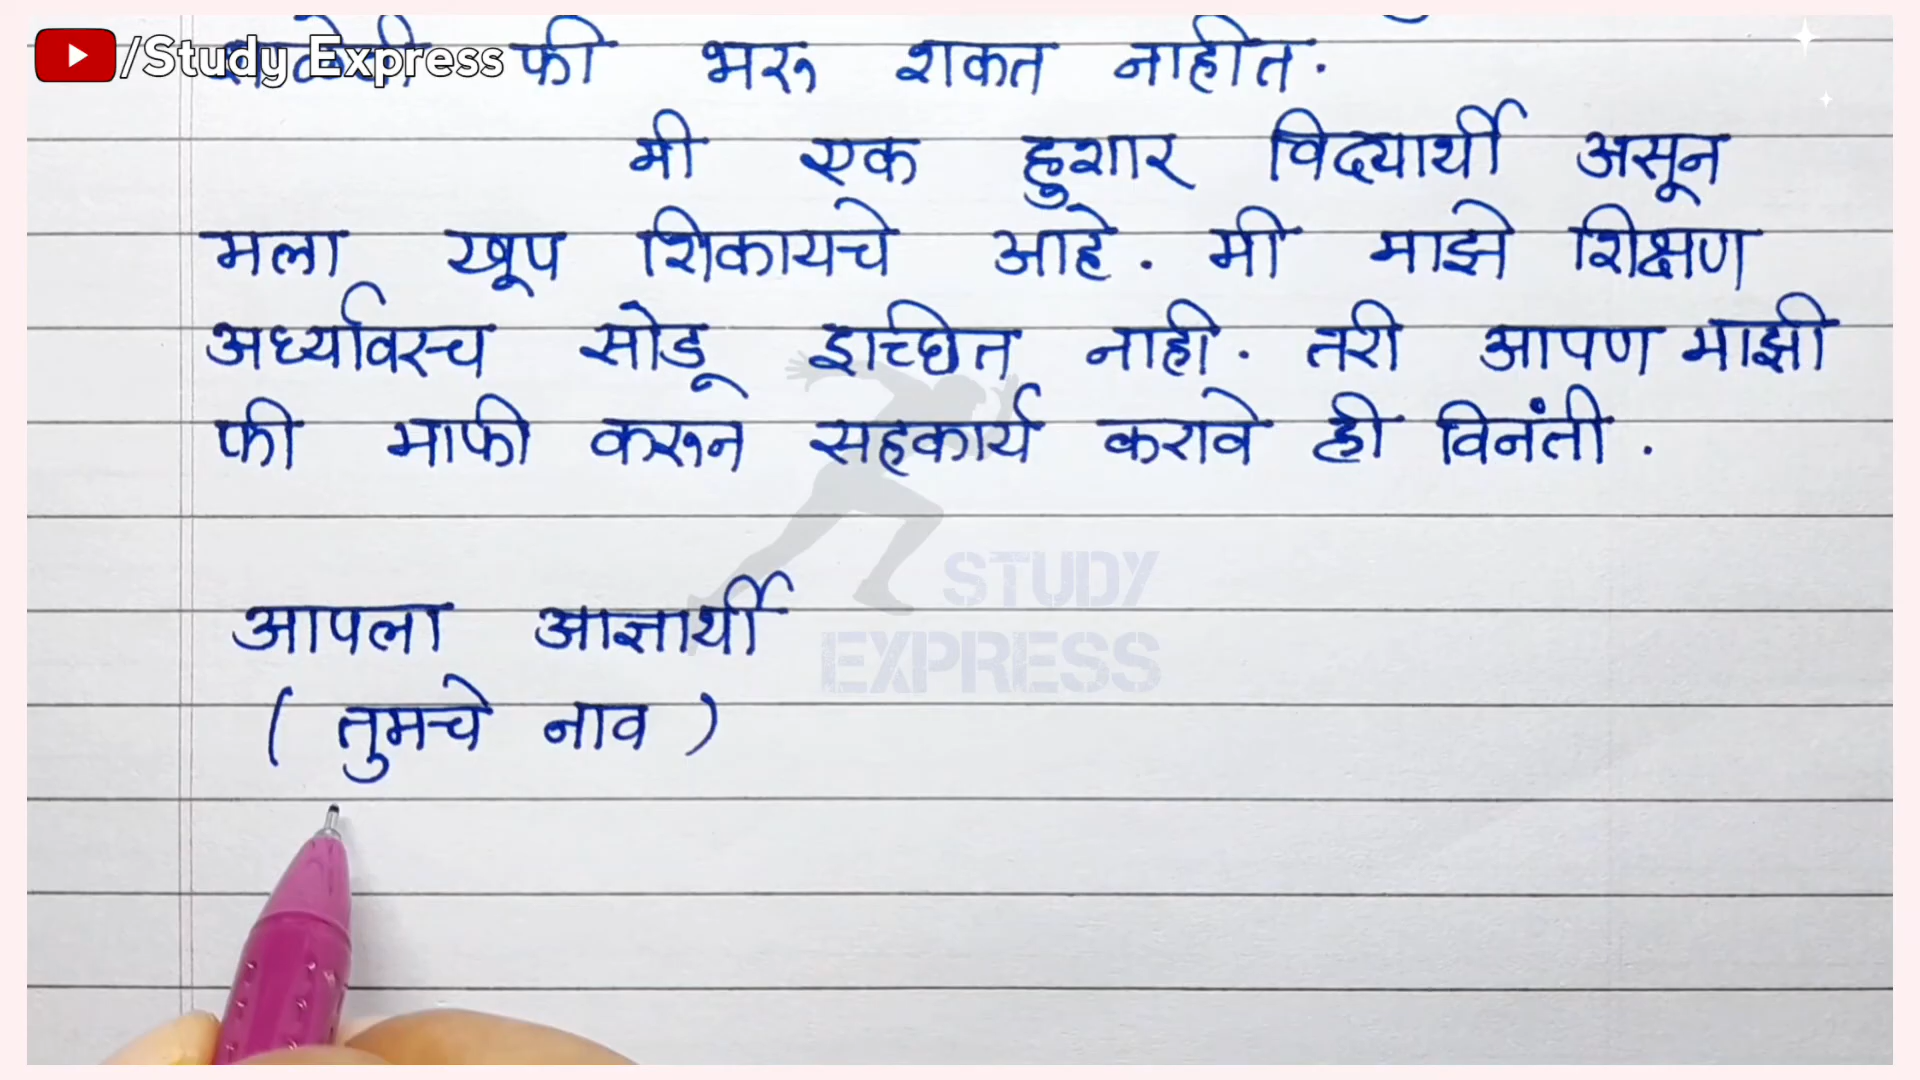 /Study Express
फी भरू शकत नाहीत.
मी एक हुशार विद्यार्थी असून
मला खूप शिकायचे आहे. मी माझे शिक्षण
अर्ध्यावरच सोडू इच्छित नाही. तरी आपण माझी
फी माफी करून सहकार्य करावे ही विनंती.
STUDY
EXPRESS
आपला आज्ञार्थी
( तुमचे नाव )